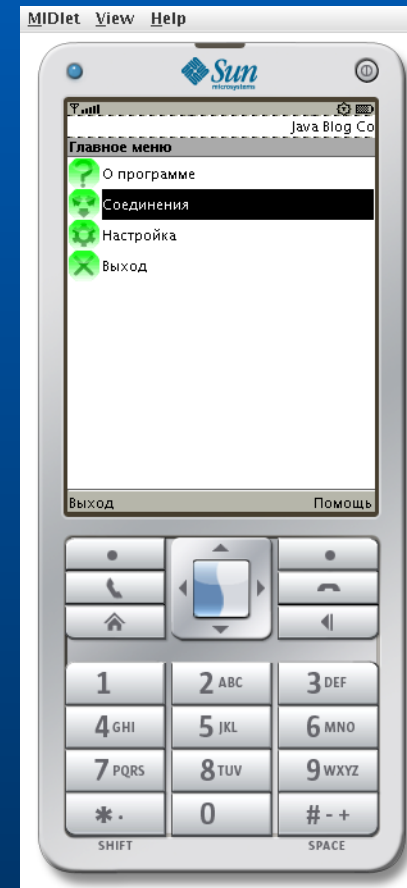 MIDlet View Help
Sun
microsystems
Java Blog Co
Главное меню
О программе
Соединения
Настройка
Выход
Выход Помощь
1 2 ABC 3 DEF
4 GHI 5 JKL 6 MNO
7 PQRS 8 TUV 9 WXYZ
* . 0 # - +
SHIFT SPACE